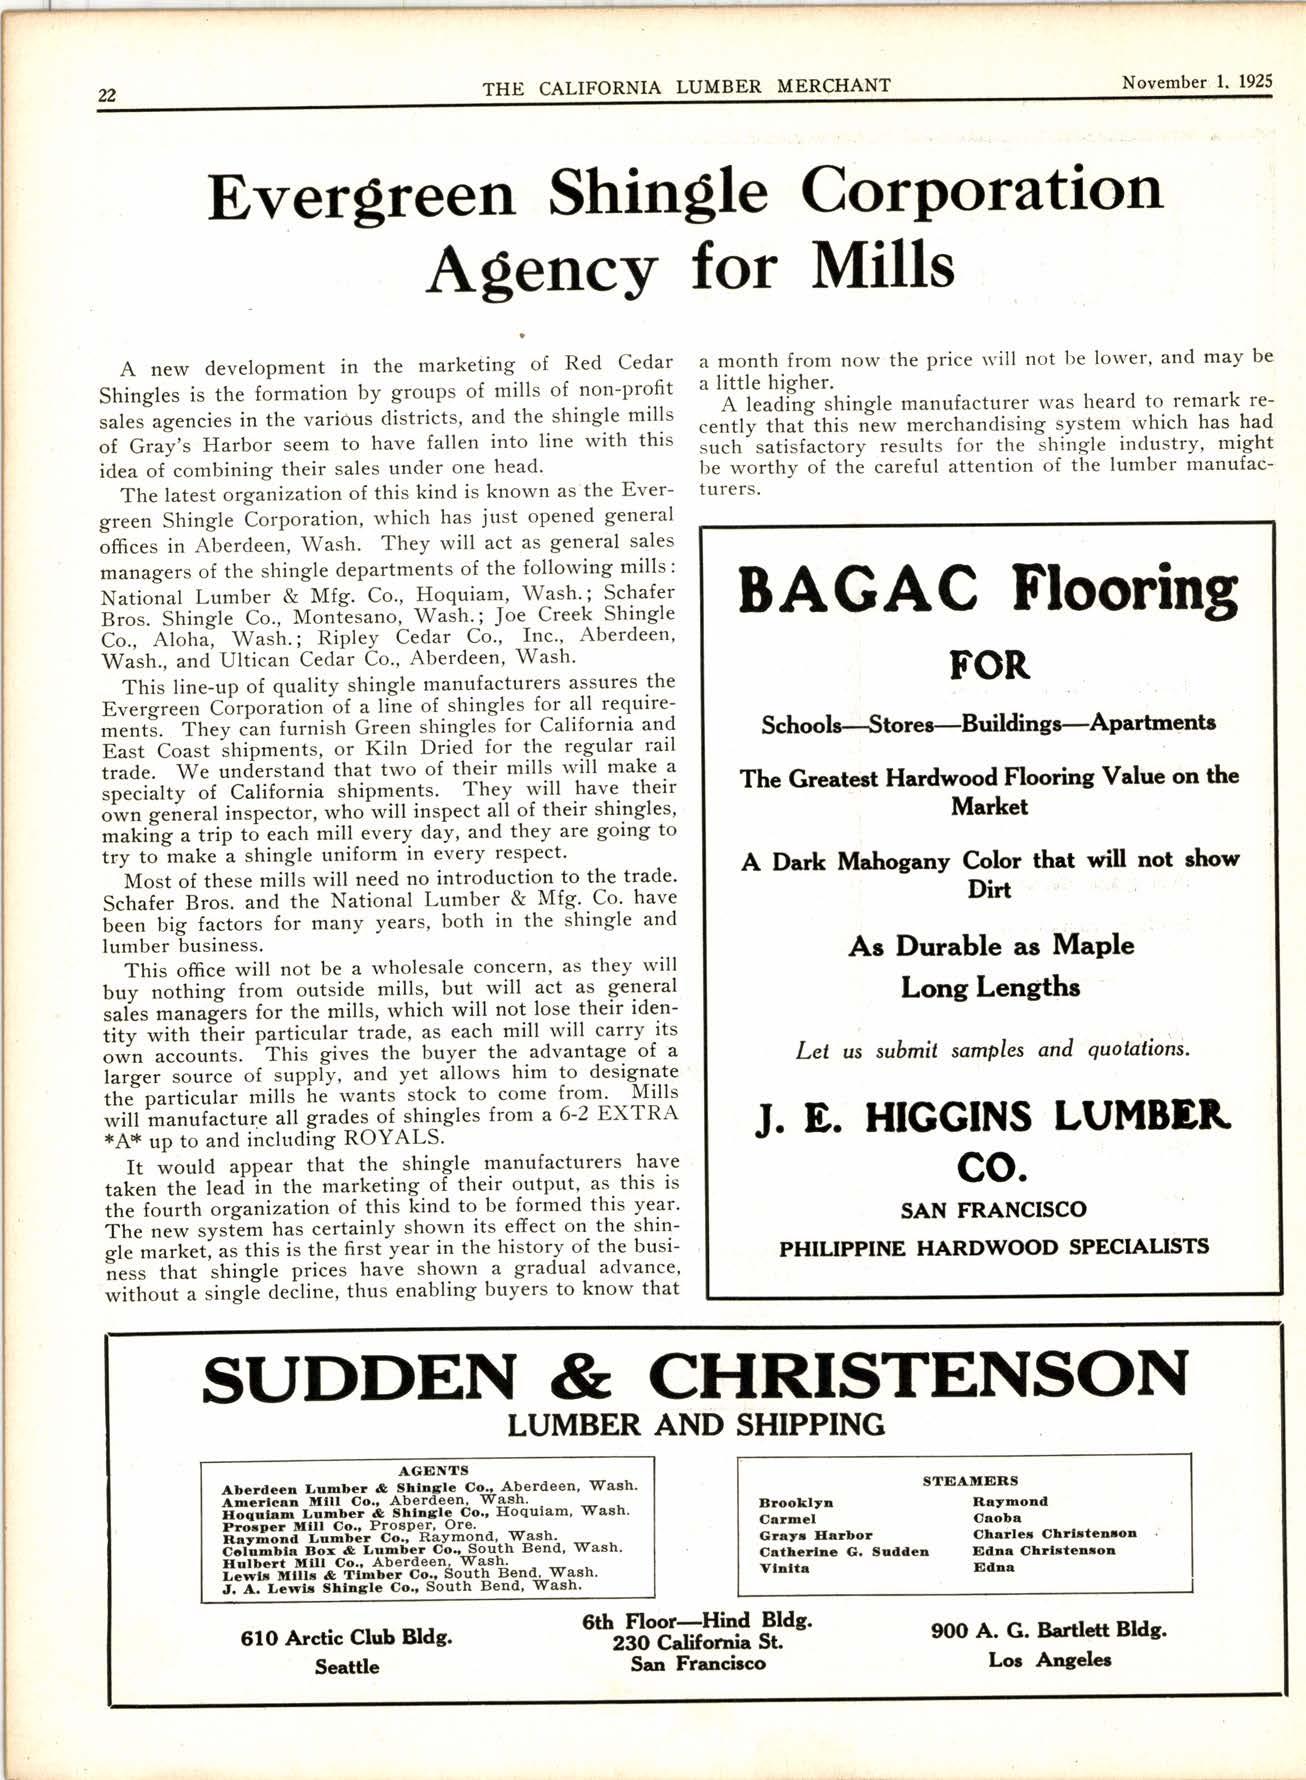 22
THE CALIFORNIA LUMBER MERCHANT
November 1, 1925
Evergreen Shingle Corporation
Agency for Mills
A new development in the marketing of Red Cedar
Shingles is the formation by groups of mills of non-profit
sales agencies in the various districts, and the shingle mills
of Gray's Harbor seem to have fallen into line with this
idea of combining their sales under one head.
The latest organization of this kind is known as the Ever-
green Shingle Corporation, which has just opened general
offices in Aberdeen, Wash. They will act as general sales
managers of the shingle departments of the following mills:
National Lumber & Mfg. Co., Hoquiam, Wash.; Schafer
Bros. Shingle Co., Montesano, Wash.; Joe Creek Shingle
Co., Aloha, Wash.; Ripley Cedar Co., Inc., Aberdeen,
Wash., and Ultican Cedar Co., Aberdeen, Wash.
This line-up of quality shingle manufacturers assures the
Evergreen Corporation of a line of shingles for all require-
ments. They can furnish Green shingles for California and
East Coast shipments, or Kiln Dried for the regular rail
trade. We understand that two of their mills will make a
specialty of California shipments. They will have their
own general inspector, who will inspect all of their shingles,
making a trip to each mill every day, and they are going to
try to make a shingle uniform in every respect.
Most of these mills will need no introduction to the trade.
Schafer Bros. and the National Lumber & Mfg. Co. have
been big factors for many years, both in the shingle and
lumber business.
This office will not be a wholesale concern, as they will
buy nothing from outside mills, but will act as general
sales managers for the mills, which will not lose their iden-
tity with their particular trade, as each mill will carry its
own accounts. This gives the buyer the advantage of a
larger source of supply, and yet allows him to designate
the particular mills he wants stock to come from. Mills
will manufacture all grades of shingles from a 6-2 EXTRA
*A* up to and including ROYALS.
It would appear that the shingle manufacturers have
taken the lead in the marketing of their output, as this is
the fourth organization of this kind to be formed this year.
The new system has certainly shown its effect on the shin-
gle market, as this is the first year in the history of the busi-
ness that shingle prices have shown a gradual advance,
without a single decline, thus enabling buyers to know that
a month from now the price will not be lower, and may be
a little higher.
A leading shingle manufacturer was heard to remark re-
cently that this new merchandising system which has had
such satisfactory results for the shingle industry, might
be worthy of the careful attention of the lumber manufac-
turers.
BAGAC Flooring
FOR
Schools—Stores—Buildings—Apartments
The Greatest Hardwood Flooring Value on the
Market
A Dark Mahogany Color that will not show
Dirt
As Durable as Maple
Long Lengths
Let us submit samples and quotations.
J. E. HIGGINS LUMBER
CO.
SAN FRANCISCO
PHILIPPINE HARDWOOD SPECIALISTS
SUDDEN & CHRISTENSON
LUMBER AND SHIPPING
AGENTS
Aberdeen Lumber & Shingle Co., Aberdeen, Wash.
American Mill Co., Aberdeen, Wash.
Hoquiam Lumber & Shingle Co., Hoquiam, Wash.
Prosper Mill Co., Prosper, Ore.
Raymond Lumber Co., Raymond, Wash.
Columbia Box & Lumber Co., South Bend, Wash.
Hulbert Mill Co., Aberdeen, Wash.
Lewis Mills & Timber Co., South Bend, Wash.
J. A. Lewis Shingle Co., South Bend, Wash.
STEAMERS
Brooklyn
Carmel
Grays Harbor
Catherine G. Sudden
Vinita
Raymond
Caoba
Charles Christenson
Edna Christenson
Edna
610 Arctic Club Bldg.
Seattle
6th Floor—Hind Bldg.
230 California St.
San Francisco
900 A. G. Bartlett Bldg.
Los Angeles